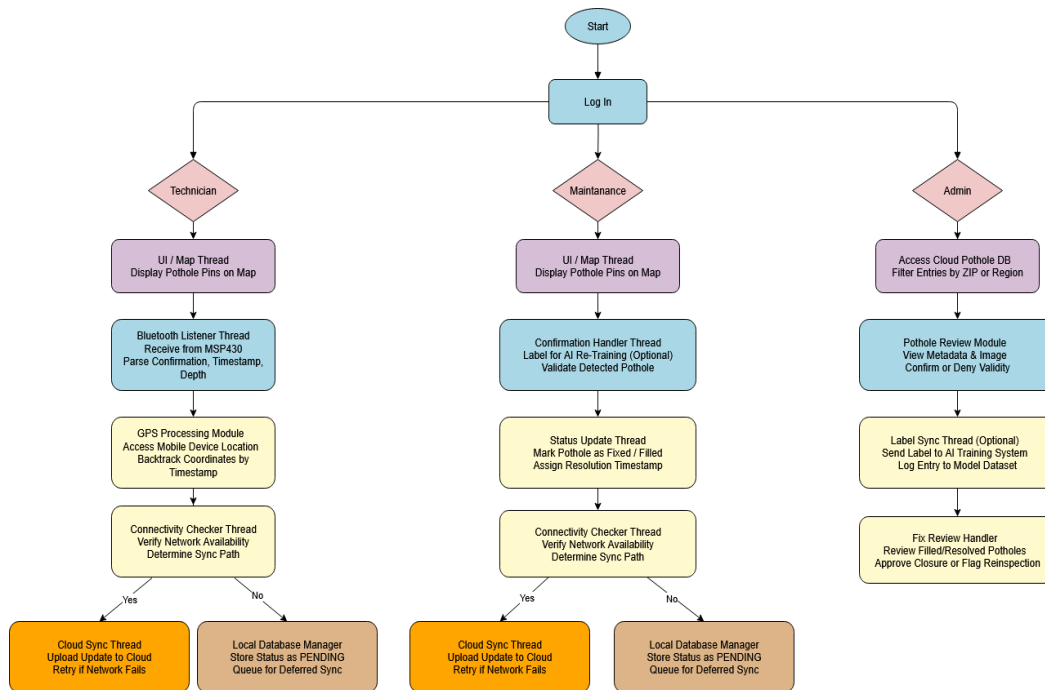 Start
Log In
Technician
Maintanance
Admin
UI / Map Thread
Display Pothole Pins on Map
UI / Map Thread
Display Pothole Pins on Map
Access Cloud Pothole DB
Filter Entries by ZIP or Region
Bluetooth Listener Thread
Receive from MSP430
Parse Confirmation, Timestamp,
Depth
Confirmation Handler Thread
Label for AI Re-Training (Optional)
Validate Detected Pothole
Pothole Review Module
View Metadata & Image
Confirm or Deny Validity
GPS Processing Module
Access Mobile Device Location
Backtrack Coordinates by
Timestamp
Status Update Thread
Mark Pothole as Fixed / Filled
Assign Resolution Timestamp
Label Sync Thread (Optional)
Send Label to AI Training System
Log Entry to Model Dataset
Connectivity Checker Thread
Verify Network Availability
Determine Sync Path
Connectivity Checker Thread
Verify Network Availability
Determine Sync Path
Fix Review Handler
Review Filled/Resolved Potholes
Approve Closure or Flag Reinspection
Yes
No
Yes
No
Cloud Sync Thread
Upload Update to Cloud
Retry if Network Fails
Local Database Manager
Store Status as PENDING
Queue for Deferred Sync
Cloud Sync Thread
Upload Update to Cloud
Retry if Network Fails
Local Database Manager
Store Status as PENDING
Queue for Deferred Sync